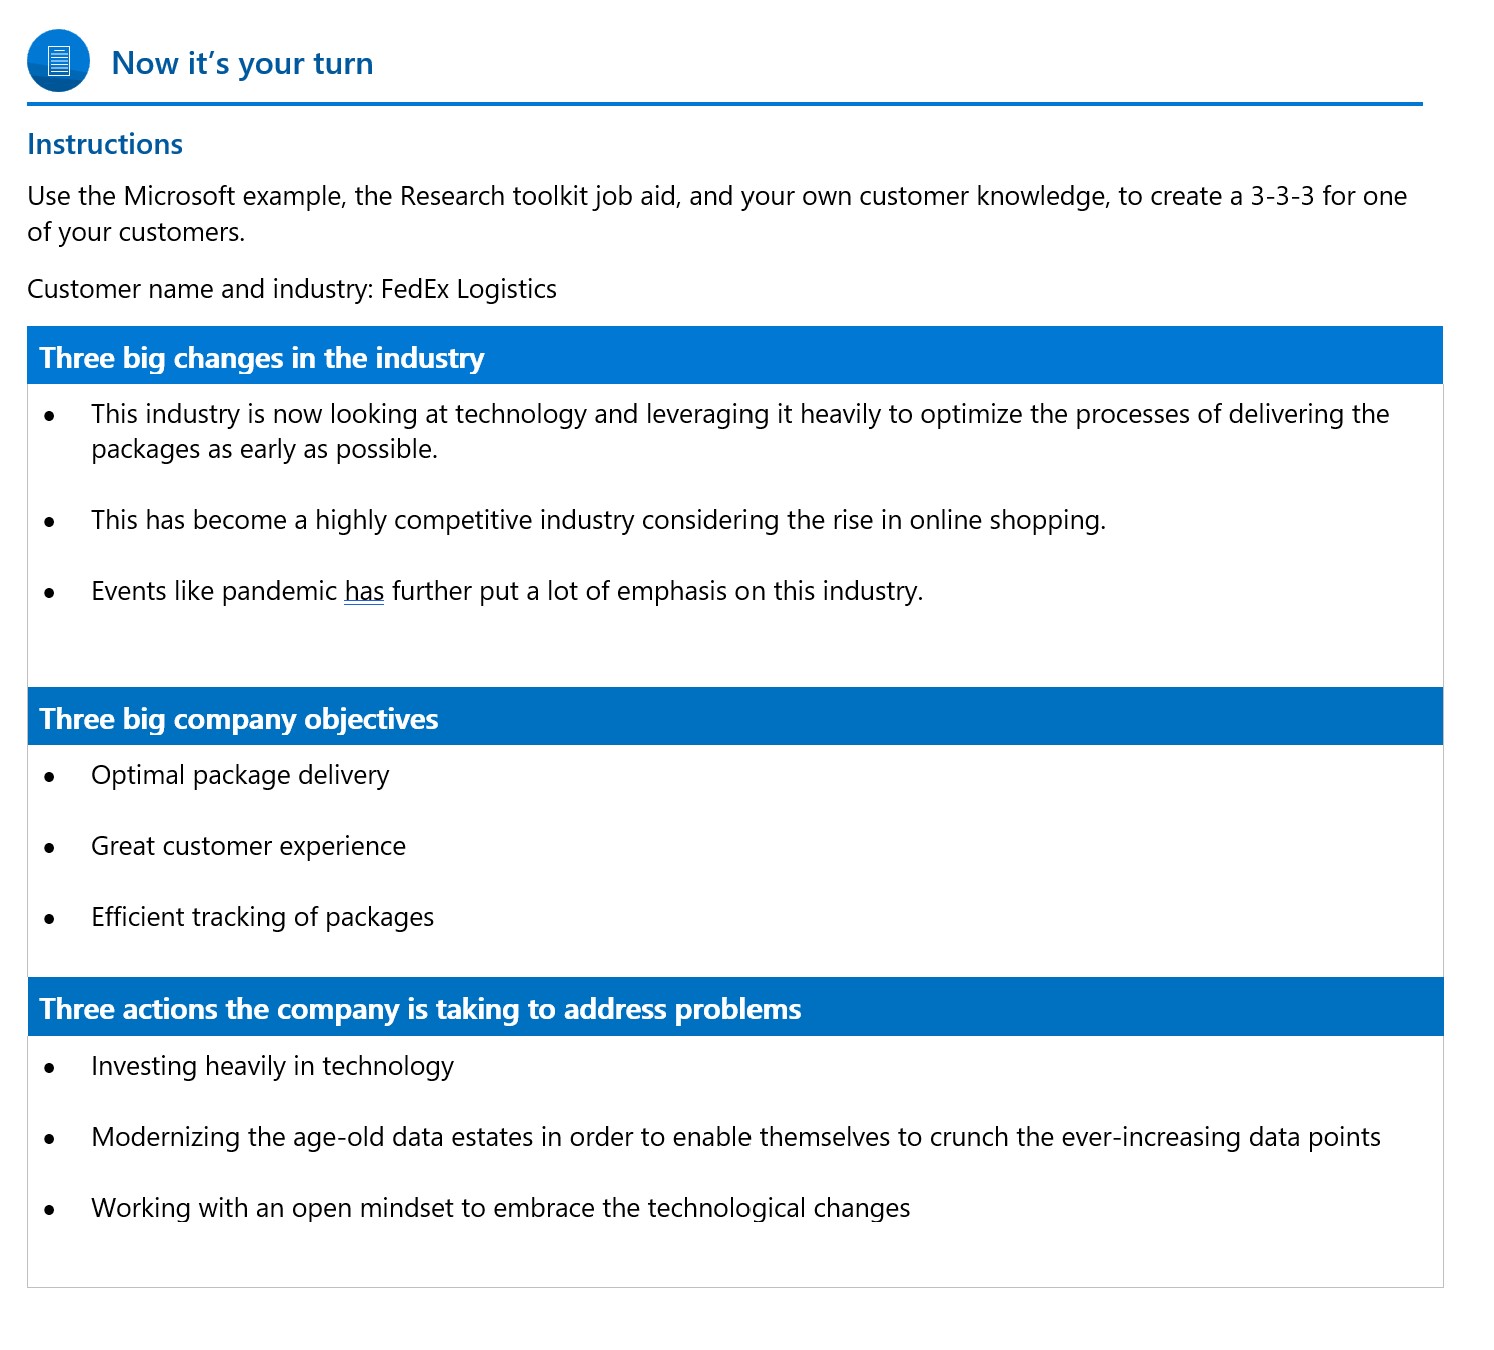 Now it’s your turn
Instructions
Use the Microsoft example, the Research toolkit job aid, and your own customer knowledge, to create a 3-3-3 for one
of your customers.
Customer name and industry: FedEx Logistics
Three big changes in the industry
• This industry is now looking at technology and leveraging it heavily to optimize the processes of delivering the
packages as early as possible.
• This has become a highly competitive industry considering the rise in online shopping.
• Events like pandemic has further put a lot of emphasis on this industry.
Three big company objectives
• Optimal package delivery
• Great customer experience
• Efficient tracking of packages
Three actions the company is taking to address problems
• Investing heavily in technology
• Modernizing the age-old data estates in order to enable themselves to crunch the ever-increasing data points
• Working with an open mindset to embrace the technological changes